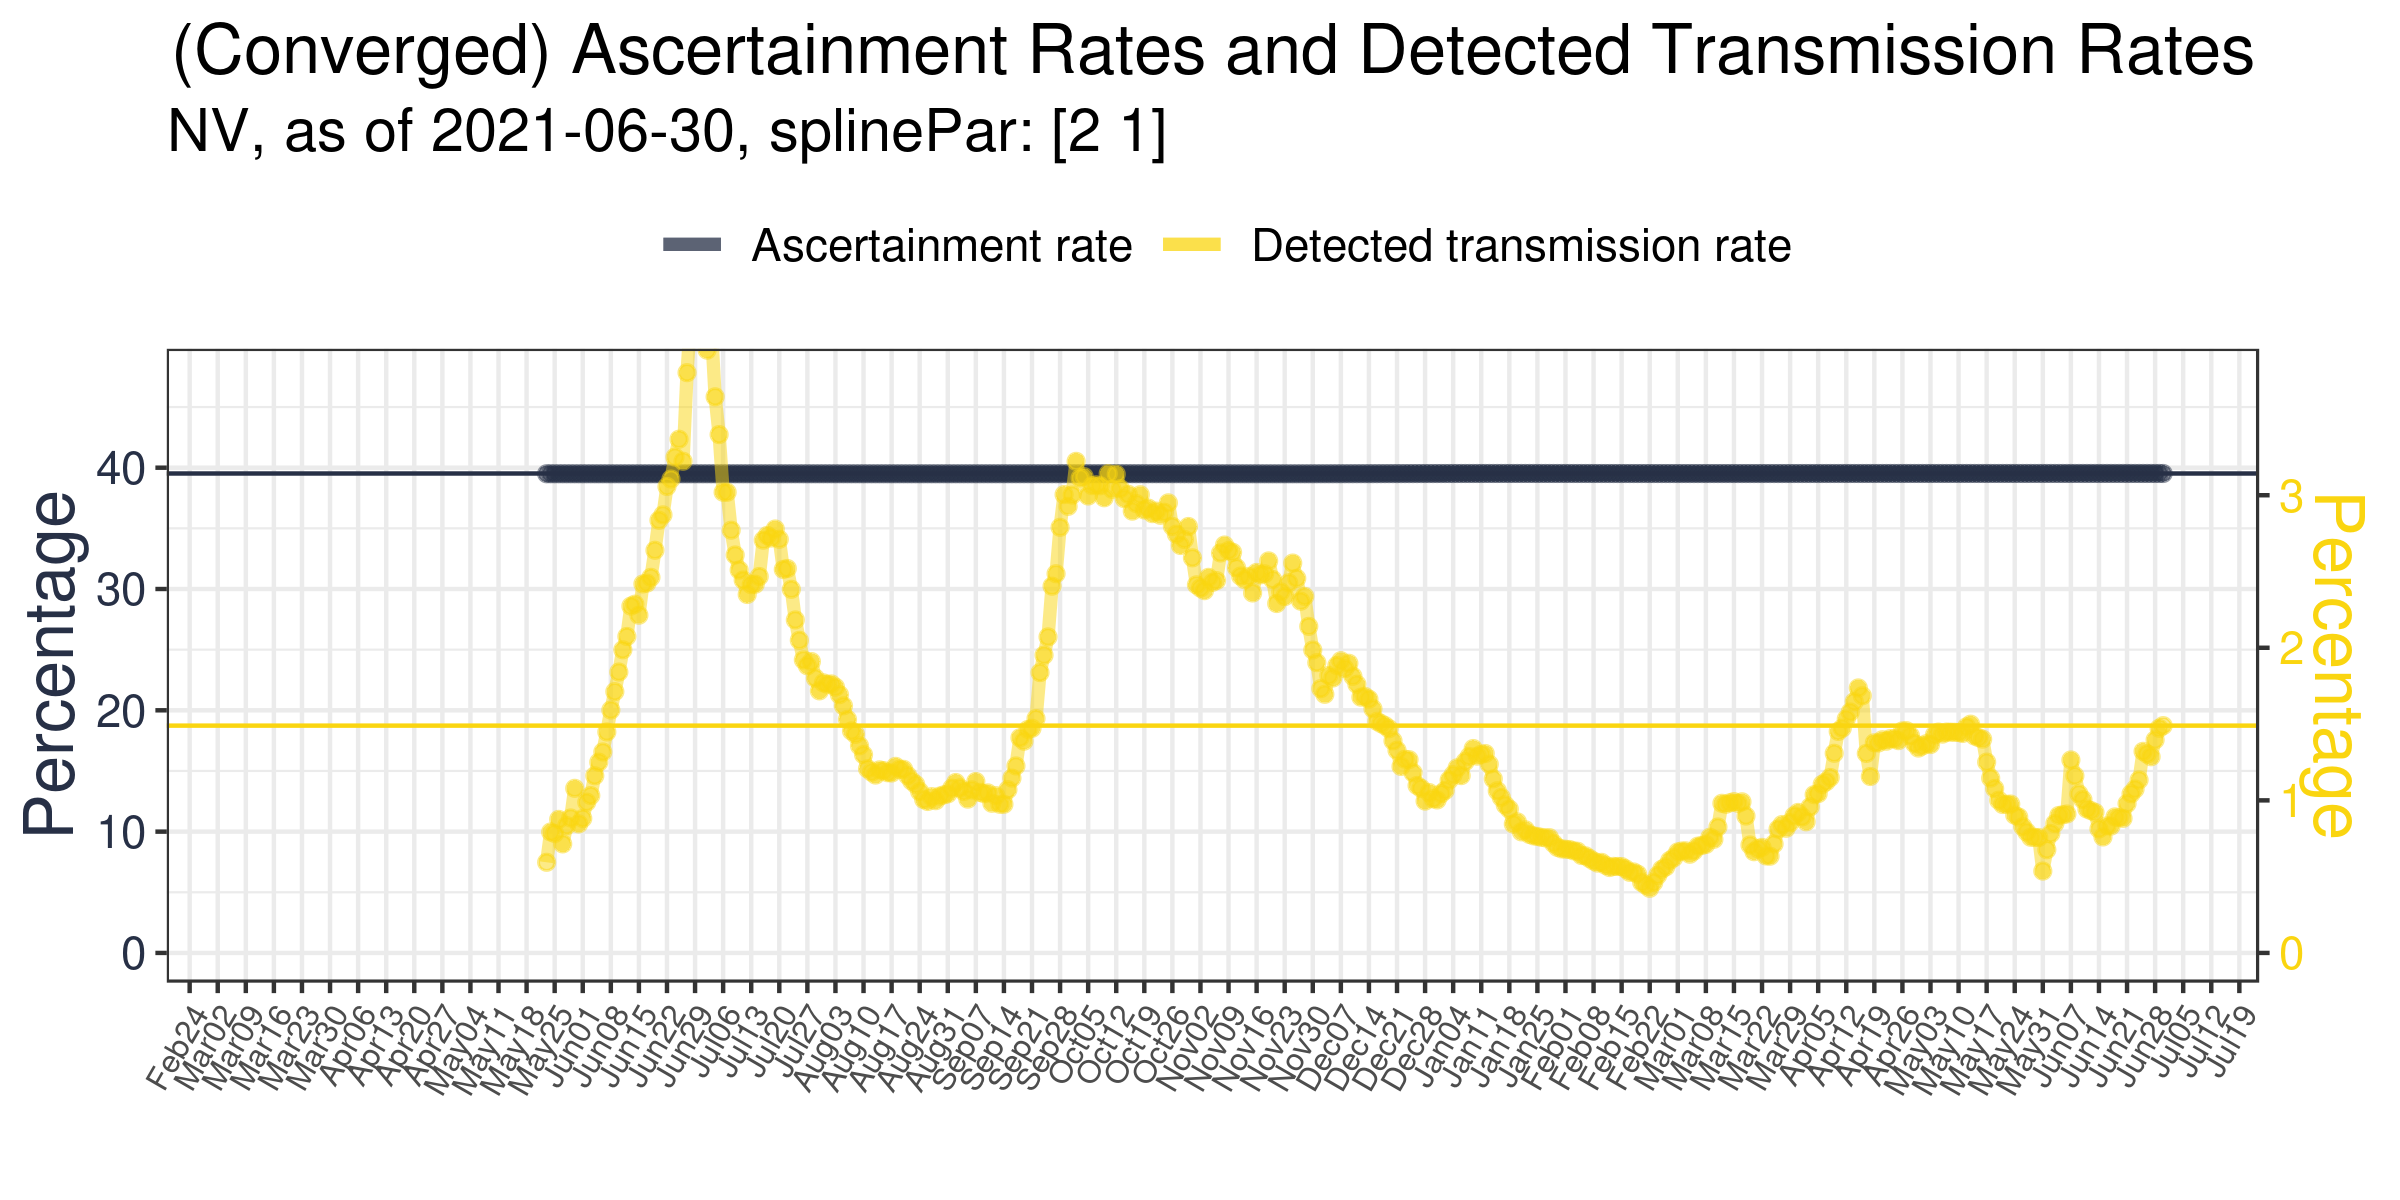 (Converged) Ascertainment Rates and Detected Transmission Rates
NV, as of 2021-06-30, splinePar: [2 1]
Ascertainment rate
Detected transmission rate
Percentage
40
30
20
10
0
3
2
1
0
Percentage
Feb24
Mar02
Mar09
Mar16
Mar23
Mar30
Apr06
Apr13
Apr20
Apr27
May04
May11
May18
May25
Jun01
Jun08
Jun15
Jun22
Jun29
Jul06
Jul13
Jul20
Jul27
Aug03
Aug10
Aug17
Aug24
Aug31
Sep07
Sep14
Sep21
Sep28
Oct05
Oct12
Oct19
Oct26
Nov02
Nov09
Nov16
Nov23
Nov30
Dec07
Dec14
Dec21
Dec28
Jan04
Jan11
Jan18
Jan25
Feb01
Feb08
Feb15
Feb22
Mar01
Mar08
Mar15
Mar22
Mar29
Apr05
Apr12
Apr19
Apr26
May03
May10
May17
May24
May31
Jun07
Jun14
Jun21
Jun28
Jul05
Jul12
Jul19